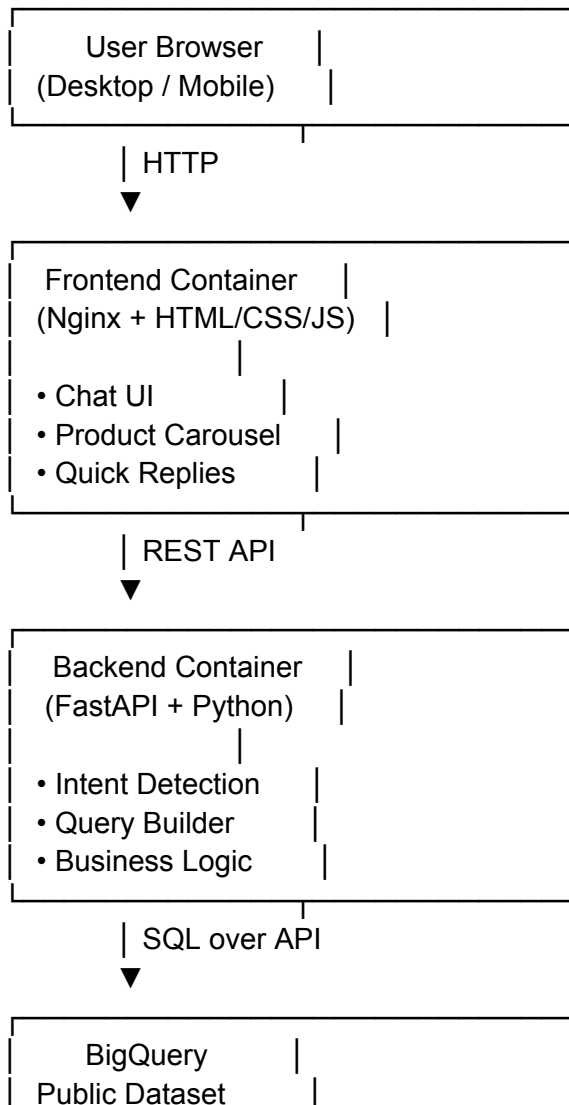 User Browser
(Desktop / Mobile)
HTTP
▼
Frontend Container
(Nginx + HTML/CSS/JS)
• Chat UI
• Product Carousel
• Quick Replies
REST API
▼
Backend Container
(FastAPI + Python)
• Intent Detection
• Query Builder
• Business Logic
SQL over API
▼
BigQuery
Public Dataset